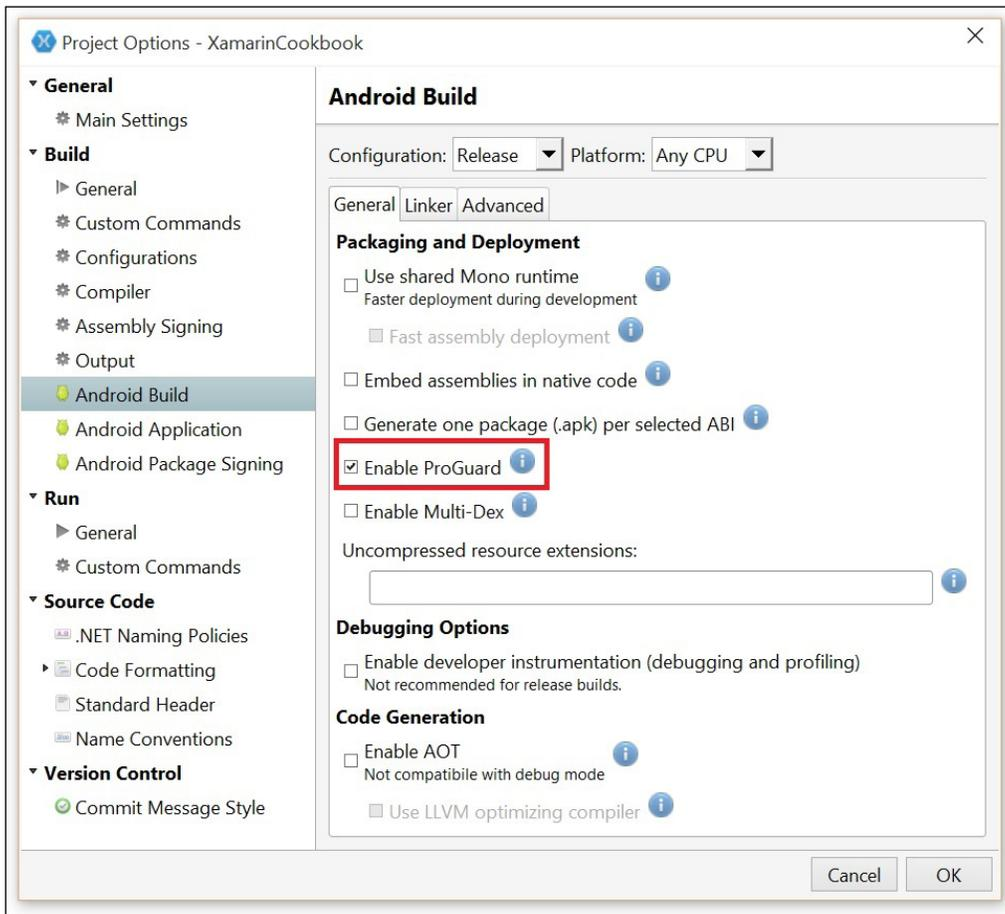 Project Options - XamarinCookbook
General
Main Settings
Build
General
Custom Commands
Configurations
Compiler
Assembly Signing
Output
Android Build
Android Application
Android Package Signing
Run
General
Custom Commands
Source Code
.NET Naming Policies
Code Formatting
Standard Header
Name Conventions
Version Control
Commit Message Style
Android Build
Configuration: Release Platform: Any CPU
General Linker Advanced
Packaging and Deployment
Use shared Mono runtime
Faster deployment during development
Fast assembly deployment
Embed assemblies in native code
Generate one package (.apk) per selected ABI
Enable ProGuard
Enable Multi-Dex
Uncompressed resource extensions:
Debugging Options
Enable developer instrumentation (debugging and profiling)
Not recommended for release builds.
Code Generation
Enable AOT
Not compatibile with debug mode
Use LLVM optimizing compiler
Cancel OK